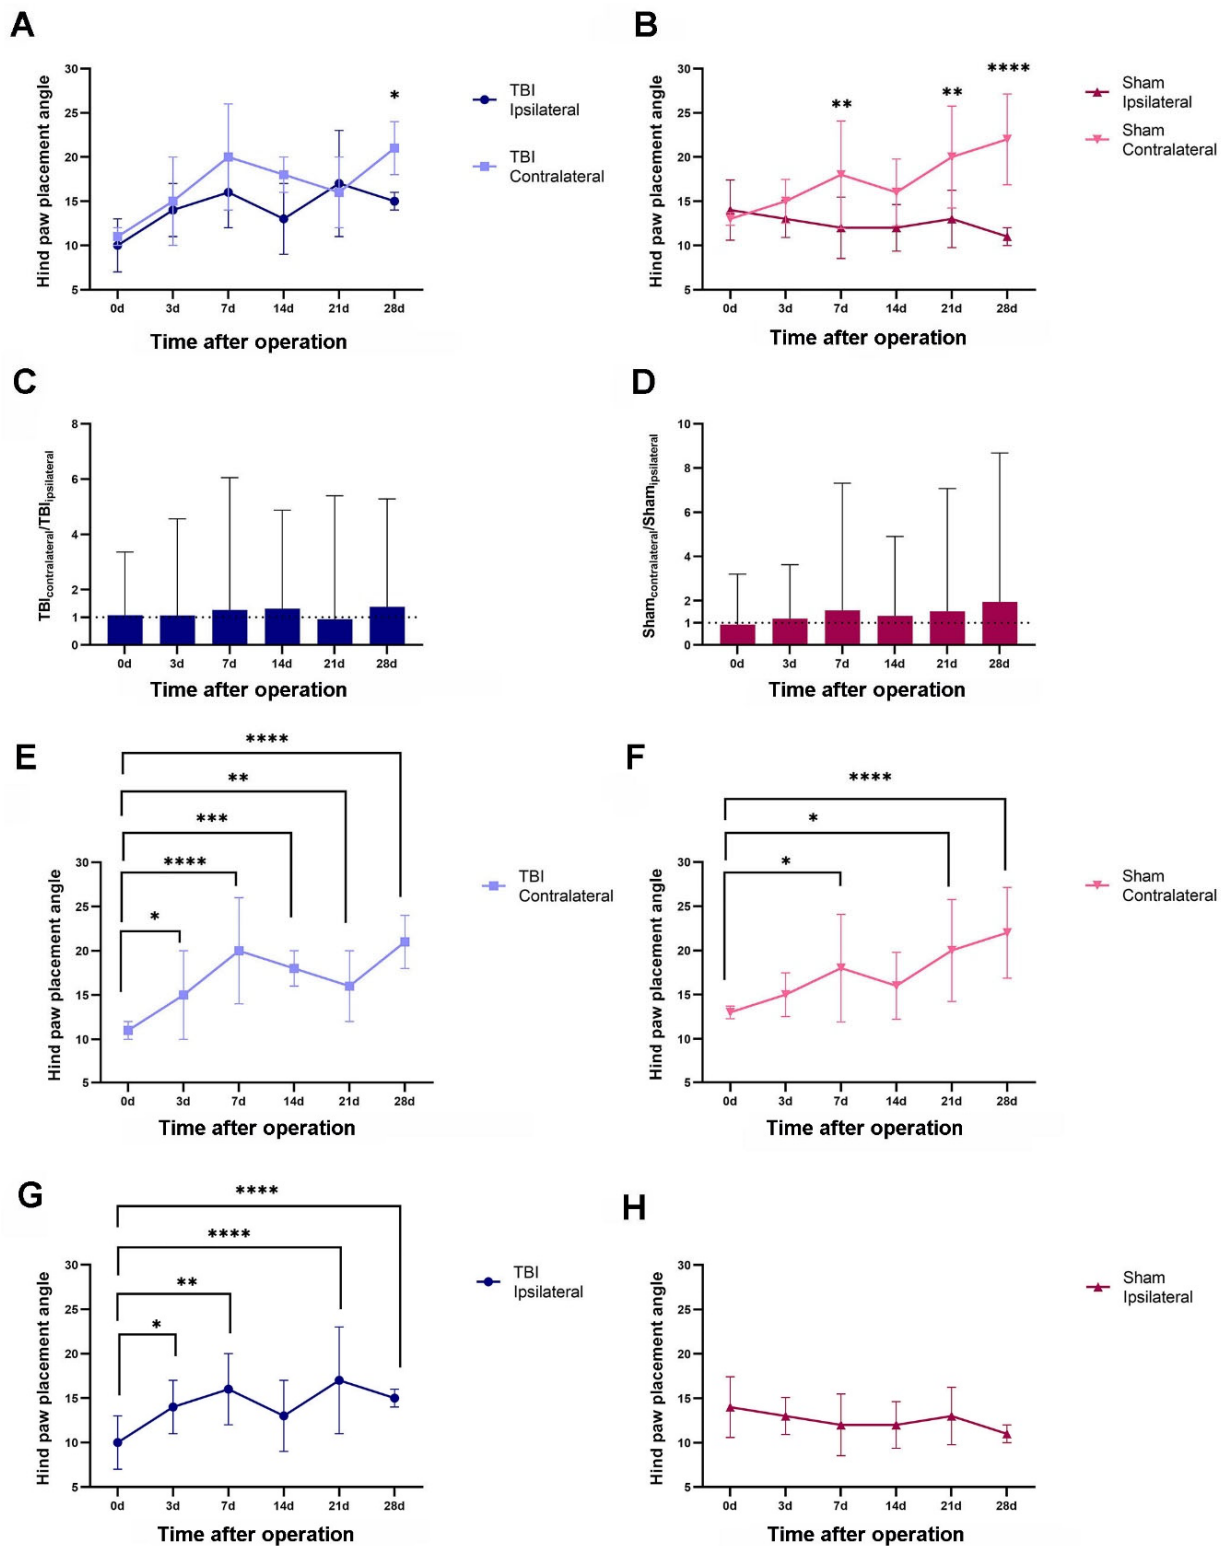 A
30
25
20
15
10
5
Hind paw placement angle
*
0d 3d 7d 14d 21d 28d
Time after operation
TBI
Ipsilateral
TBI
Contralateral
B
30
25
20
15
10
5
Hind paw placement angle
**
**
****
0d 3d 7d 14d 21d 28d
Time after operation
Sham
Ipsilateral
Sham
Contralateral
C
8
6
4
2
1
0
TBIcontralateral/TBIipsilateral
0d 3d 7d 14d 21d 28d
Time after operation
D
10
8
6
4
2
1
0
Shamcontralateral/Shamipsilateral
0d 3d 7d 14d 21d 28d
Time after operation
E
****
**
***
****
*
30
25
20
15
10
5
Hind paw placement angle
0d 3d 7d 14d 21d 28d
Time after operation
TBI
Contralateral
F
****
*
*
30
25
20
15
10
5
Hind paw placement angle
0d 3d 7d 14d 21d 28d
Time after operation
Sham
Contralateral
G
****
****
**
*
30
25
20
15
10
5
Hind paw placement angle
0d 3d 7d 14d 21d 28d
Time after operation
TBI
Ipsilateral
H
30
25
20
15
10
5
Hind paw placement angle
0d 3d 7d 14d 21d 28d
Time after operation
Sham
Ipsilateral